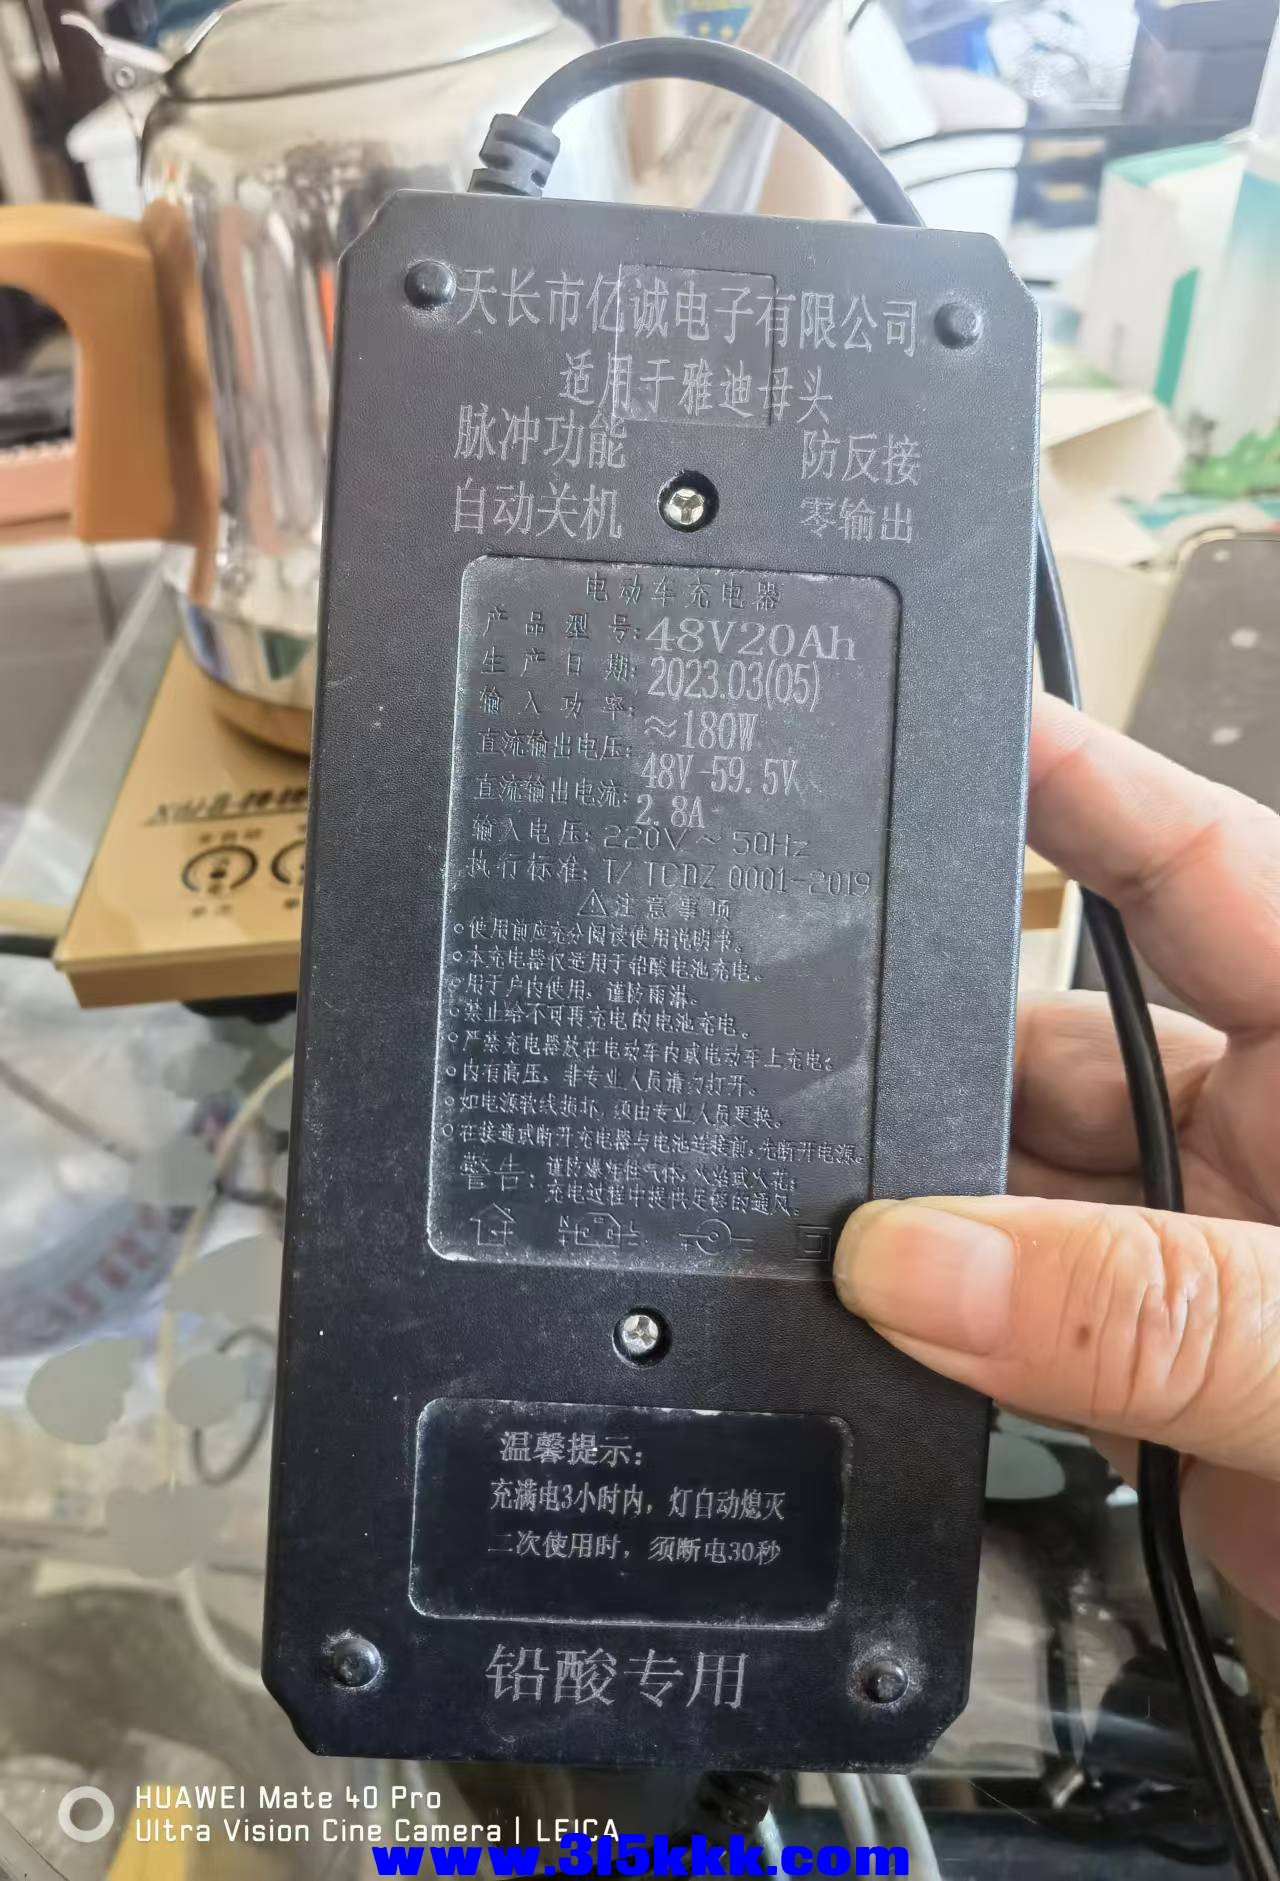 天长市亿诚电子有限公司
适用于雅迪母头
脉冲功能 防反接
自动关机 零输出
电动车充电器
产品型号: 48V20Ah
生产日期: 2023.03(05)
输入功率: ≈180W
直流输出电压: 48V-59.5V
直流输出电流: 2.8A
输入电压: 220V~50Hz
执行标准: T/TCDZ 0001-2019
注意事项
使用前应充分阅读使用说明书。
本充电器仅适用于铅酸电池充电。
用于户内使用，谨防雨淋。
禁止给不可再充电的电池充电。
严禁充电器放在电动车内或电动车上充电。
内有高压，非专业人员请勿打开。
如电源软线损坏，须由专业人员更换。
在接通或断开充电器与电池连接前，先断开电源。
警告: 谨防爆炸性气体，火焰或火花；
充电过程中提供足够的通风。
N L
温馨提示：
充满电3小时内，灯自动熄灭
二次使用时，须断电30秒
铅酸专用
全自动
HUAWEI Mate 40 Pro
Ultra Vision Cine Camera | LEICA
www.315kkk.com